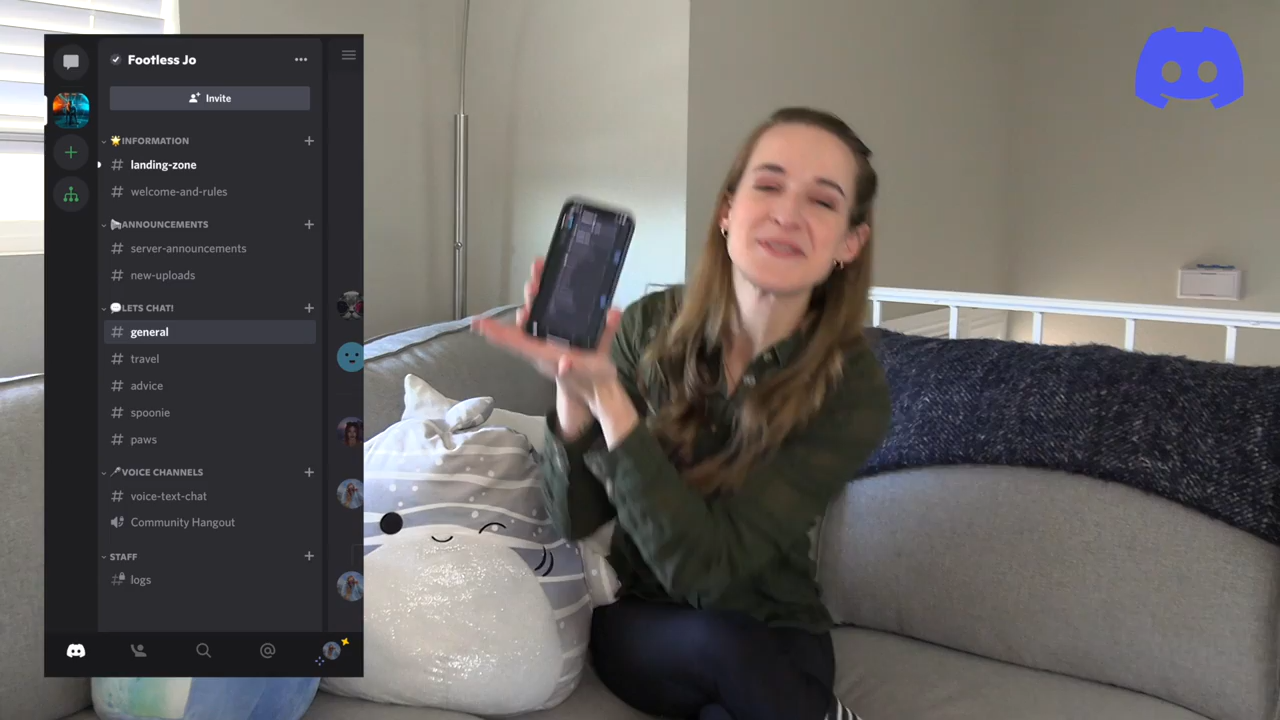 Footless Jo
Invite
INFORMATION
landing-zone
welcome-and-rules
ANNOUNCEMENTS
server-announcements
new-uploads
LETS CHAT!
general
travel
advice
spoonie
paws
VOICE CHANNELS
voice-text-chat
Community Hangout
STAFF
logs